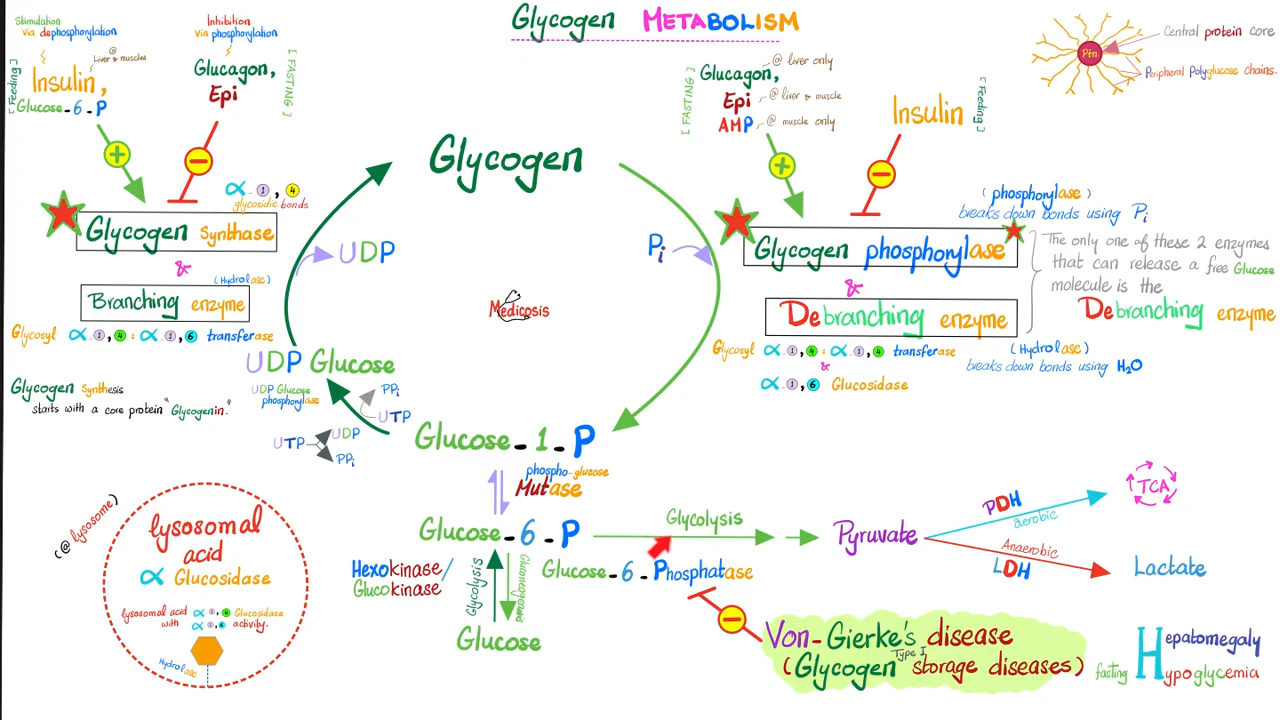 Glycogen METABOLISM
Stimulation
via dephosphorylation
@
Liver & muscles
[Feeding]
Insulin,
Glucose-6-P
Inhibition
via phosphorylation
Glucagon,
Epi
[FASTING]
+
−
α-1,4
glycosidic bonds
Glycogen Synthase
&
(Hydrolase)
Branching enzyme
Glycosyl α-1,4 : α-1,6 transferase
Glycogen Synthesis
starts with a core protein "Glycogenin."
Glycogen
UDP
UDP Glucose
UDP Glucose
phosphorylase
PPi
UTP
UTP
UDP
PPi
Medicosis
Pi
Glucose-1-P
phospho-glucose
Mutase
Glucose-6-P
Hexokinase/
Glucokinase
Glycolysis
Gluconeogenesis
Glucose
[FASTING]
Glucagon, @ liver only
Epi @ liver & muscle
AMP @ muscle only
Insulin
[Feeding]
+
−
Ptn
Central protein core
Peripheral Polyglucose chains.
(phosphorylase)
breaks down bonds using Pi
Glycogen phosphorylase
&
Debranching enzyme
Glycosyl α-1,4 : α-1,4 transferase
&
α-1,6 Glucosidase
(Hydrolase)
breaks down bonds using H2O
The only one of these 2 enzymes
that can release a free Glucose
molecule is the
Debranching enzyme
Glycolysis
Pyruvate
PDH
aerobic
TCA
Anaerobic
LDH
Lactate
Glucose-6-Phosphatase
−
Von-Gierke's disease
Type I
(Glycogen storage diseases)
Hepatomegaly
fasting Hypoglycemia
(@ lysosome)
lysosomal
acid
α Glucosidase
lysosomal acid α-1,4 Glucosidase
with α-1,6 activity.
Hydrolase